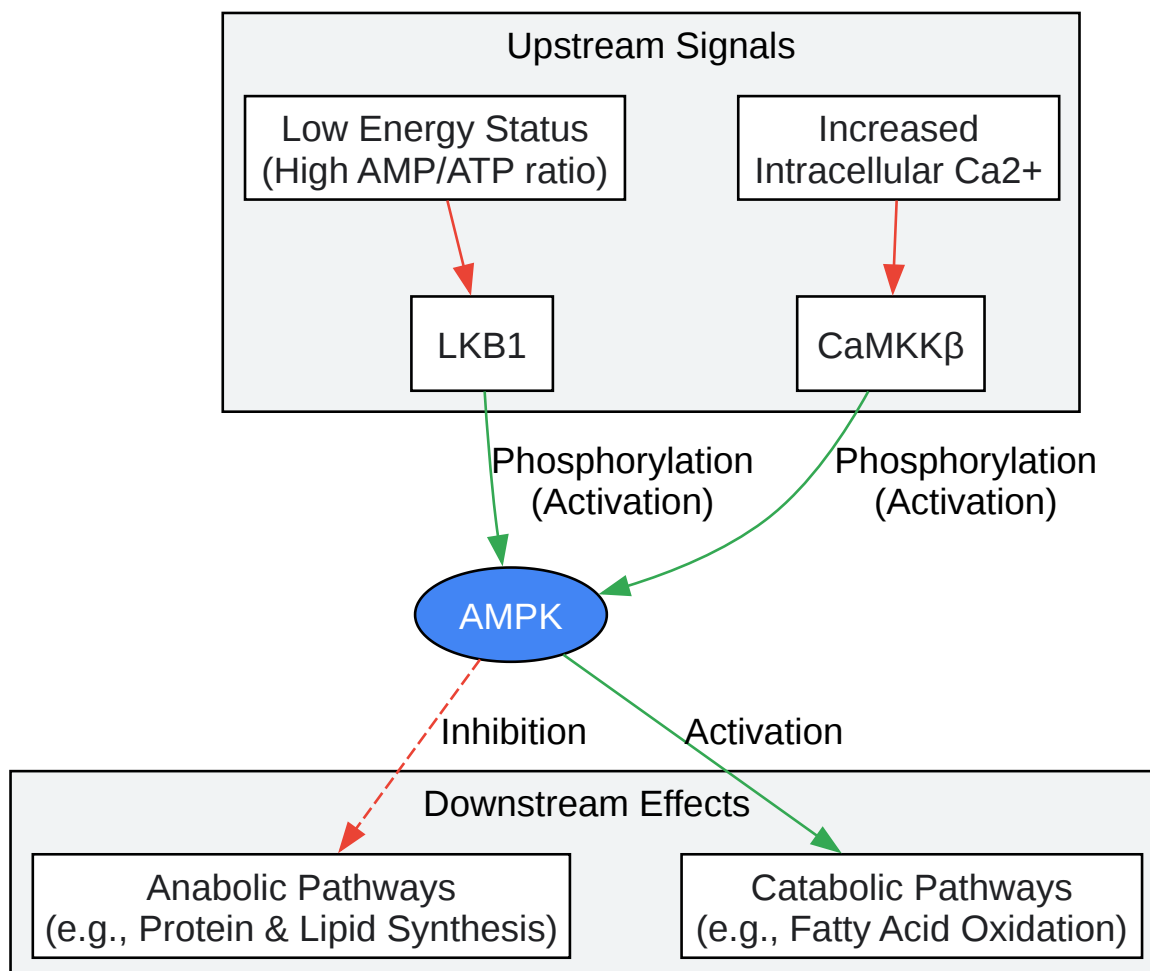 Upstream Signals
Low Energy Status
(High AMP/ATP ratio)
Increased
Intracellular Ca2+
LKB1
CaMKKβ
Phosphorylation
(Activation)
Phosphorylation
(Activation)
AMPK
Inhibition
Activation
Downstream Effects
Anabolic Pathways
(e.g., Protein & Lipid Synthesis)
Catabolic Pathways
(e.g., Fatty Acid Oxidation)